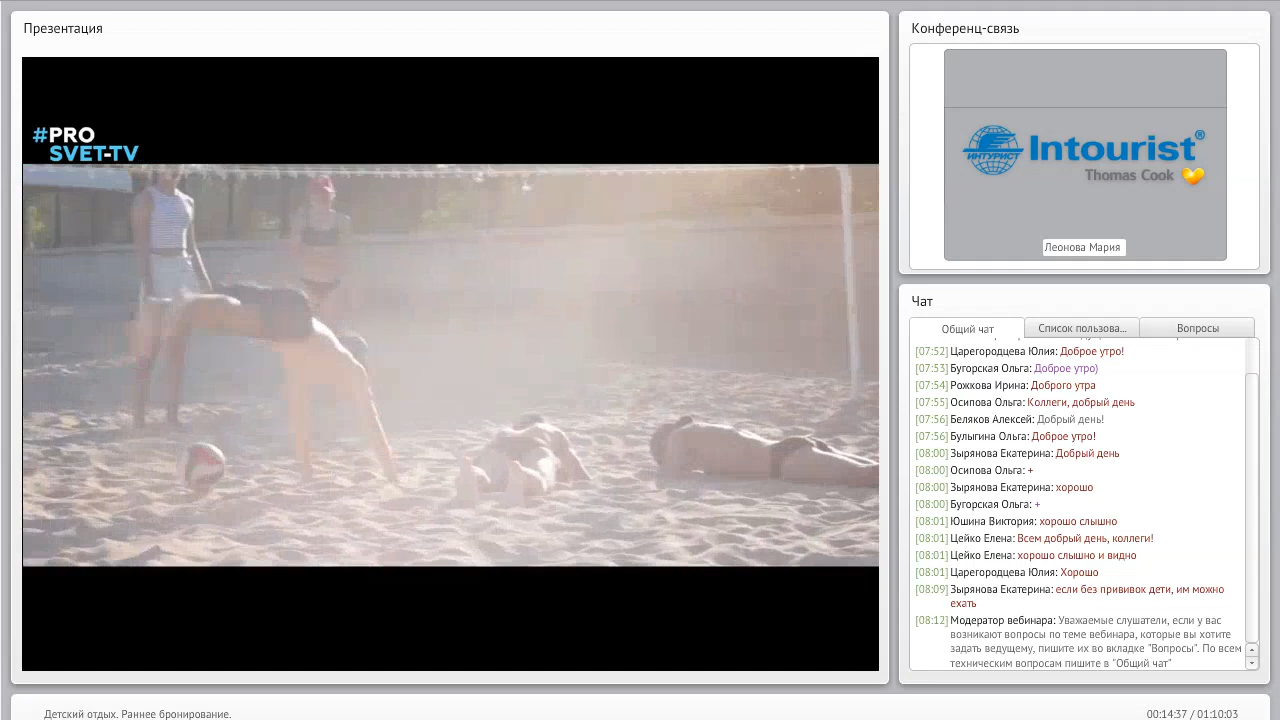 Презентация
#PRO
SVET-TV
Конференц-связь
ИНТУРИСТ
Intourist®
Thomas Cook
Леонова Мария
Чат
Общий чат
Список пользова...
Вопросы
[07:52] Царегородцева Юлия: Доброе утро!
[07:53] Бугорская Ольга: Доброе утро)
[07:54] Рожкова Ирина: Доброго утра
[07:55] Осипова Ольга: Коллеги, добрый день
[07:56] Беляков Алексей: Добрый день!
[07:56] Булыгина Ольга: Доброе утро!
[08:00] Зырянова Екатерина: Добрый день
[08:00] Осипова Ольга: +
[08:00] Зырянова Екатерина: хорошо
[08:00] Бугорская Ольга: +
[08:01] Юшина Виктория: хорошо слышно
[08:01] Цейко Елена: Всем добрый день, коллеги!
[08:01] Цейко Елена: хорошо слышно и видно
[08:01] Царегородцева Юлия: Хорошо
[08:09] Зырянова Екатерина: если без прививок дети, им можно
ехать
[08:12] Модератор вебинара: Уважаемые слушатели, если у вас
возникают вопросы по теме вебинара, которые вы хотите
задать ведущему, пишите их во вкладке "Вопросы". По всем
техническим вопросам пишите в "Общий чат"
Детский отдых. Раннее бронирование.
00:14:37 / 01:10:03